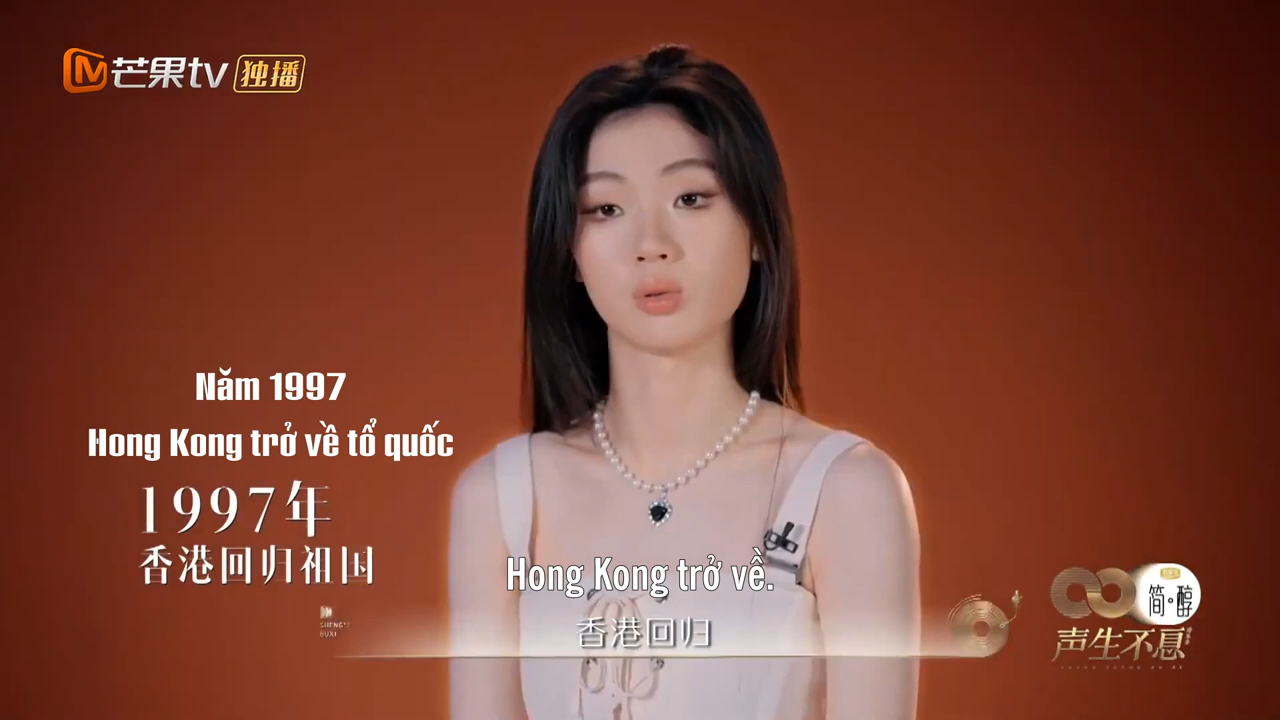 芒果tv 独播
Năm 1997
Hong Kong trở về tổ quốc
1997年
香港回归祖国
Hong Kong trở về.
香港回归
SHENG
BUXI
简·醇
声生不息